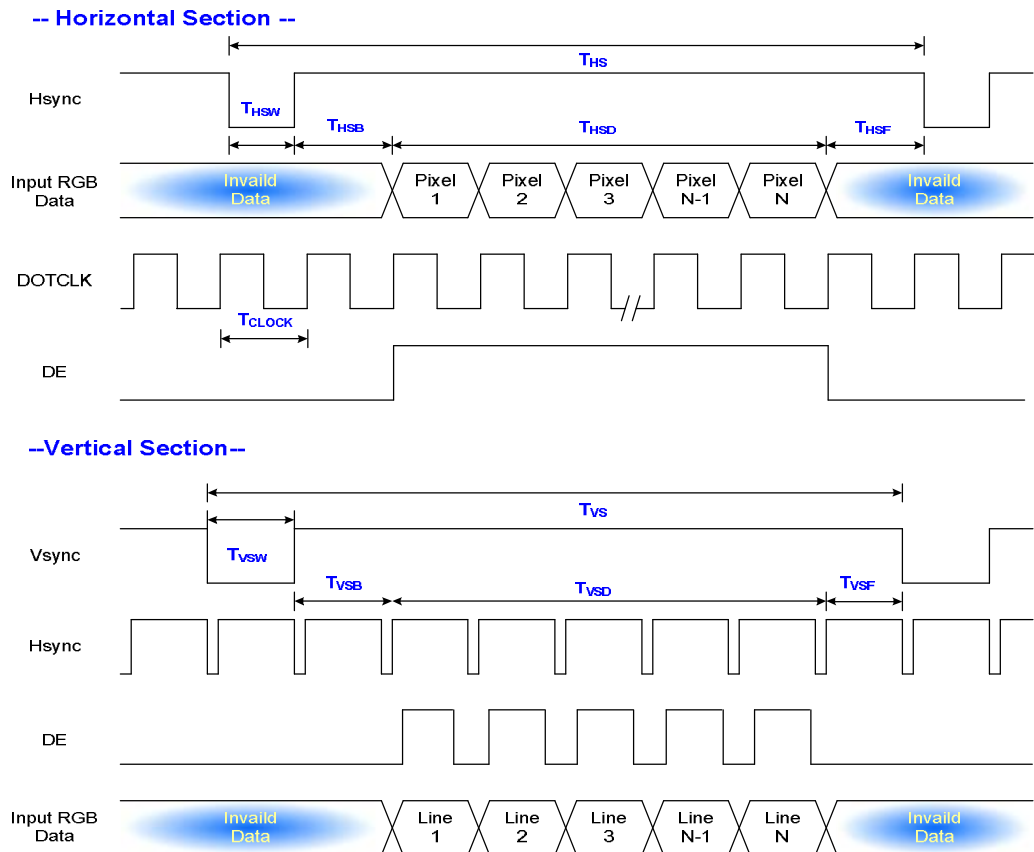 -- Horizontal Section --
THS
Hsync
THSW
THSB
THSD
THSF
Input RGB
Data
Invaild
Data
Pixel
1
Pixel
2
Pixel
3
Pixel
N-1
Pixel
N
Invaild
Data
DOTCLK
TCLOCK
DE
--Vertical Section--
TVS
Vsync
TVSW
TVSB
TVSD
TVSF
Hsync
DE
Input RGB
Data
Invaild
Data
Line
1
Line
2
Line
3
Line
N-1
Line
N
Invaild
Data